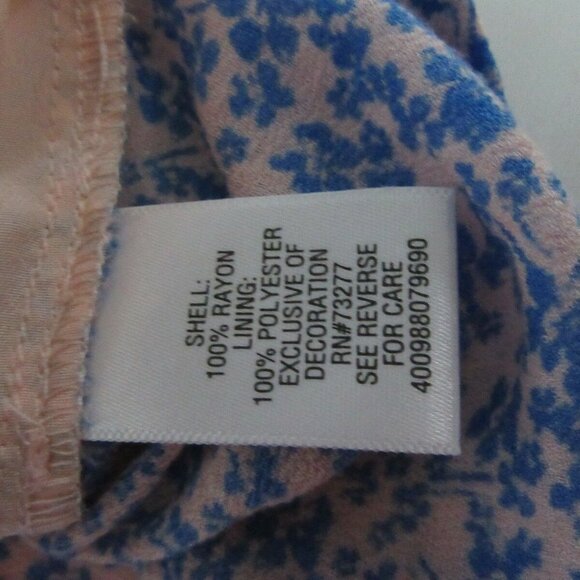 SHELL:
100% RAYON
LINING:
100% POLYESTER
EXCLUSIVE OF
DECORATION
RN#73277
SEE REVERSE
FOR CARE
400988079690